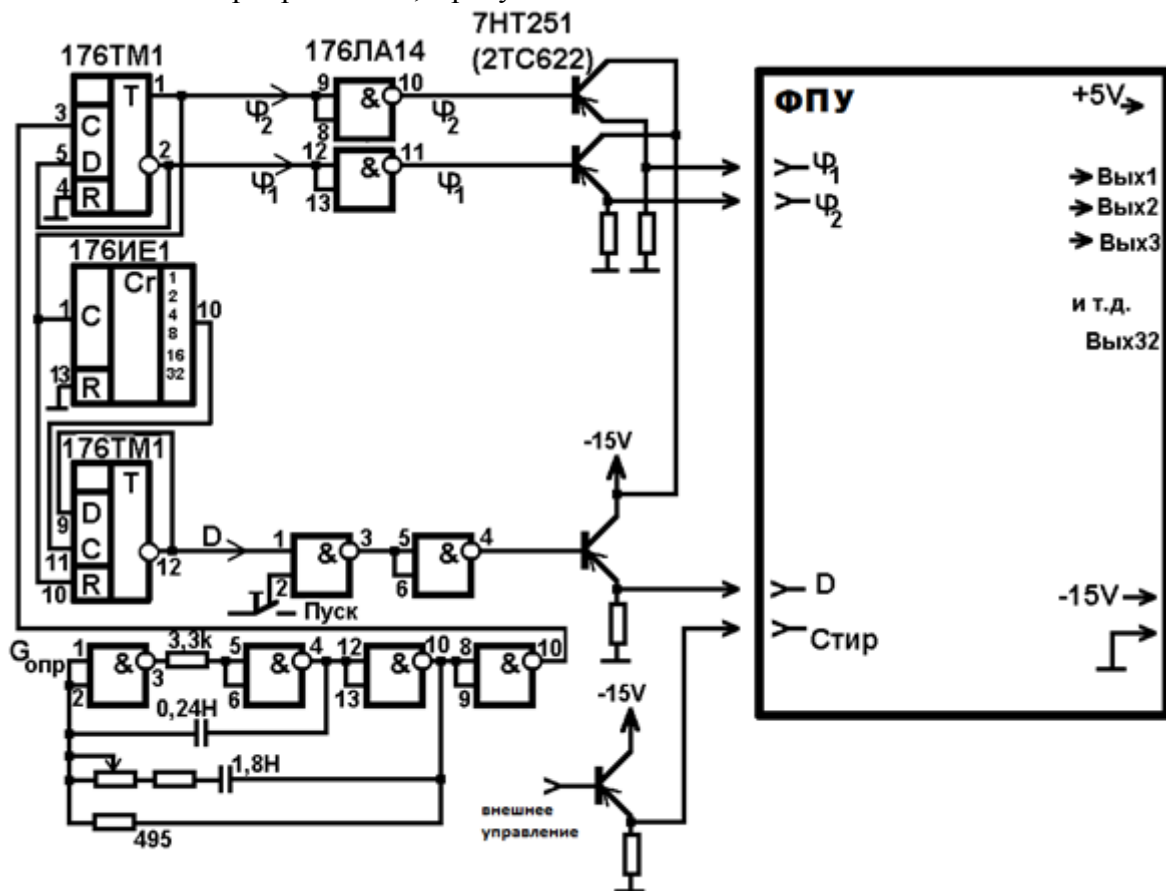 7НТ251
(2ТС622)
176ТМ1
176ЛА14
ФПУ
+5V
T
1
3
C
5
D
4
R
2
φ2
9
8
&
10
φ2
φ1
12
13
&
11
φ1
φ1
φ2
Вых1
Вых2
Вых3
и т.д.
Вых32
176ИЕ1
Cr
1
2
4
8
16
32
10
1
C
13
R
176ТМ1
T
D
9
C
11
R
10
12
D
1
2
&
3
5
6
&
4
Пуск
-15V
D
Стир
-15V
Gопр
1
2
&
3
3,3k
5
6
&
4
12
13
&
10
8
9
&
10
0,24Н
1,8Н
495
-15V
внешнее
управление